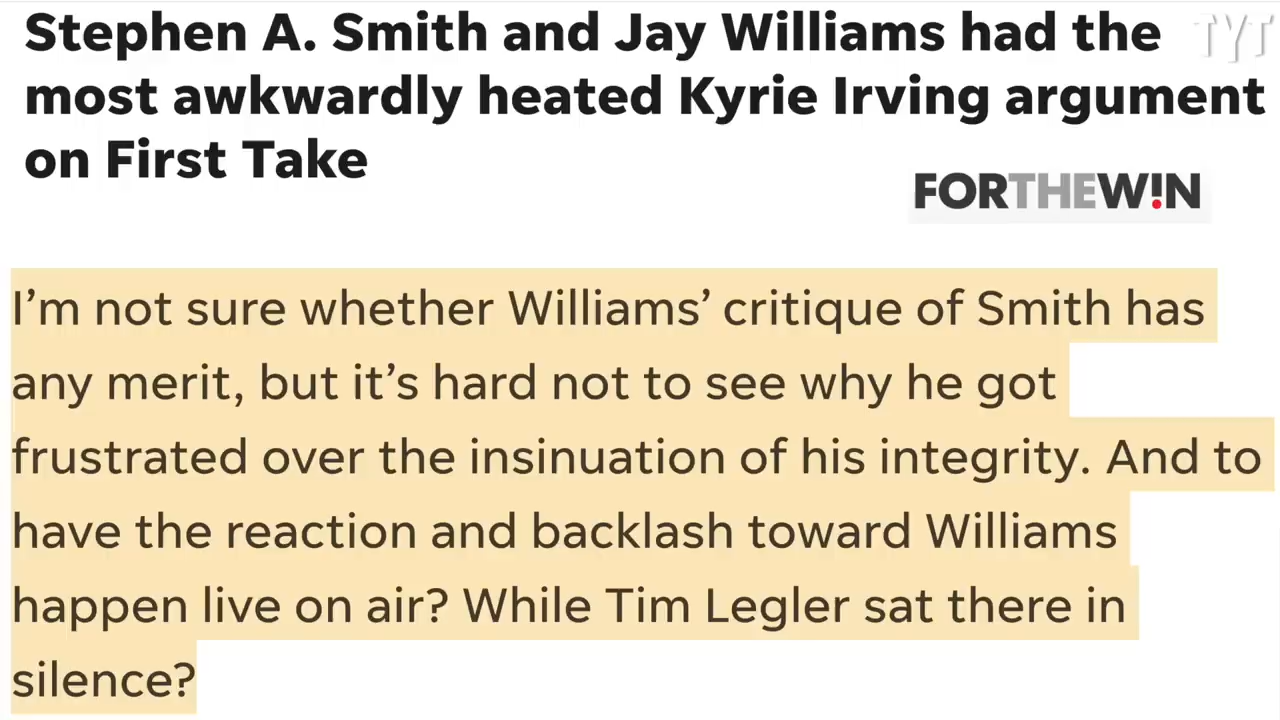 Stephen A. Smith and Jay Williams had the
TYT
most awkwardly heated Kyrie Irving argument
on First Take
FORTHEW!N
I’m not sure whether Williams’ critique of Smith has
any merit, but it’s hard not to see why he got
frustrated over the insinuation of his integrity. And to
have the reaction and backlash toward Williams
happen live on air? While Tim Legler sat there in
silence?